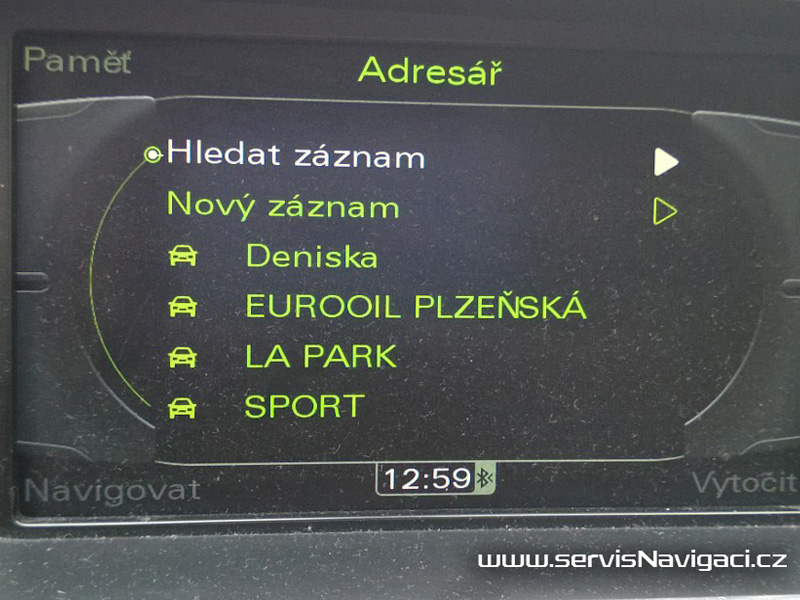 Paměť
Adresář
Hledat záznam
Nový záznam
Deniska
EUROOIL PLZEŇSKÁ
LA PARK
SPORT
12:59
Navigovat
Vytočit
www.servisNavigaci.cz